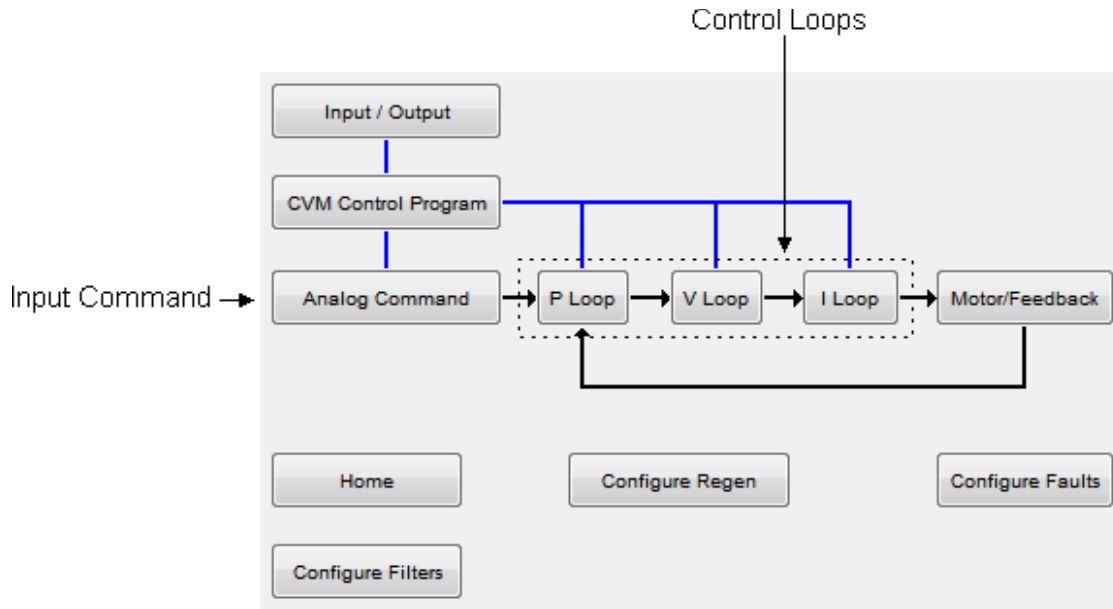 Control Loops
Input / Output
CVM Control Program
Input Command
Analog Command
P Loop
V Loop
I Loop
Motor/Feedback
Home
Configure Regen
Configure Faults
Configure Filters